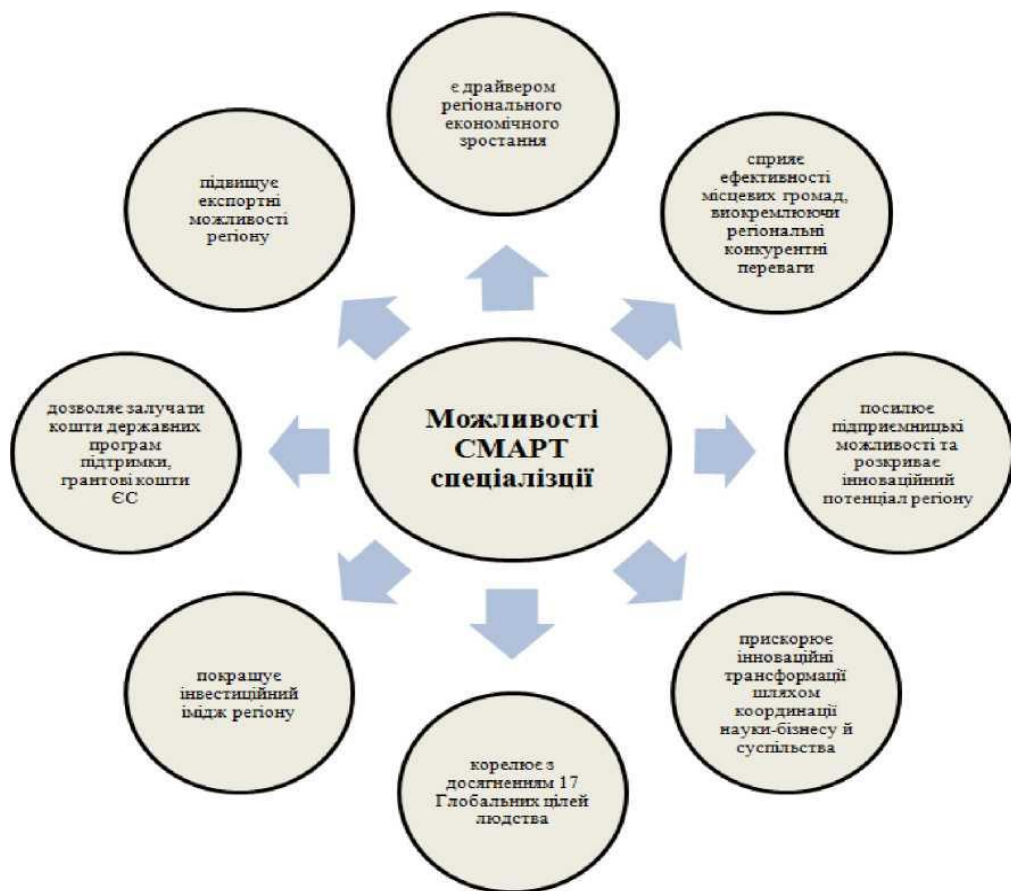 є драйвером
регіонального
економічного
зростання
сприяє
ефективності
місцевих громад,
виокремлюючи
регіональні
конкурентні
переваги
посилює
підприємницькі
можливості та
розкриває
інноваційний
потенціал регіону
прискорює
інноваційні
трансформації
шляхом
координації
науки-бізнесу й
суспільства
корелює з
досягненням 17
Глобальних цілей
людства
покращує
інвестиційний
імідж регіону
дозволяє залучати
кошти державних
програм
підтримки,
грантові кошти
ЄС
підвищує
експортні
можливості
регіону
Можливості
СМАРТ
спеціалізції